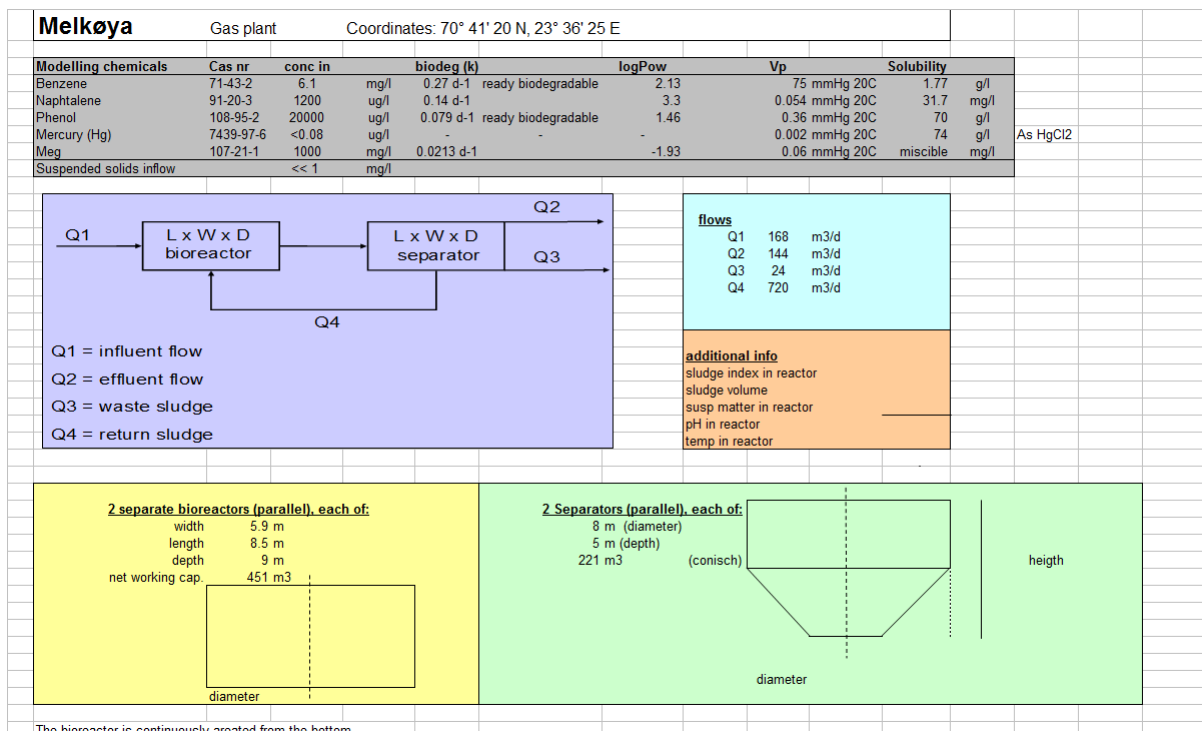 Melkøya Gas plant Coordinates: 70° 41' 20 N, 23° 36' 25 E
Modelling chemicals Cas nr conc in biodeg (k) logPow Vp Solubility
Benzene 71-43-2 6.1 mg/l 0.27 d-1 ready biodegradable 2.13 75 mmHg 20C 1.77 g/l
Naphtalene 91-20-3 1200 ug/l 0.14 d-1 3.3 0.054 mmHg 20C 31.7 mg/l
Phenol 108-95-2 20000 ug/l 0.079 d-1 ready biodegradable 1.46 0.36 mmHg 20C 70 g/l
Mercury (Hg) 7439-97-6 <0.08 ug/l - - - 0.002 mmHg 20C 74 g/l As HgCl2
Meg 107-21-1 1000 mg/l 0.0213 d-1 -1.93 0.06 mmHg 20C miscible mg/l
Suspended solids inflow << 1 mg/l
Q1
L x W x D
bioreactor
L x W x D
separator
Q2
Q3
Q4
Q1 = influent flow
Q2 = effluent flow
Q3 = waste sludge
Q4 = return sludge
flows
Q1 168 m3/d
Q2 144 m3/d
Q3 24 m3/d
Q4 720 m3/d
additional info
sludge index in reactor
sludge volume
susp matter in reactor
pH in reactor
temp in reactor
2 separate bioreactors (parallel), each of:
width 5.9 m
length 8.5 m
depth 9 m
net working cap. 451 m3
diameter
2 Separators (parallel), each of:
8 m (diameter)
5 m (depth)
221 m3 (conisch)
heigth
diameter
The bioreactor is continuously areated from the bottom